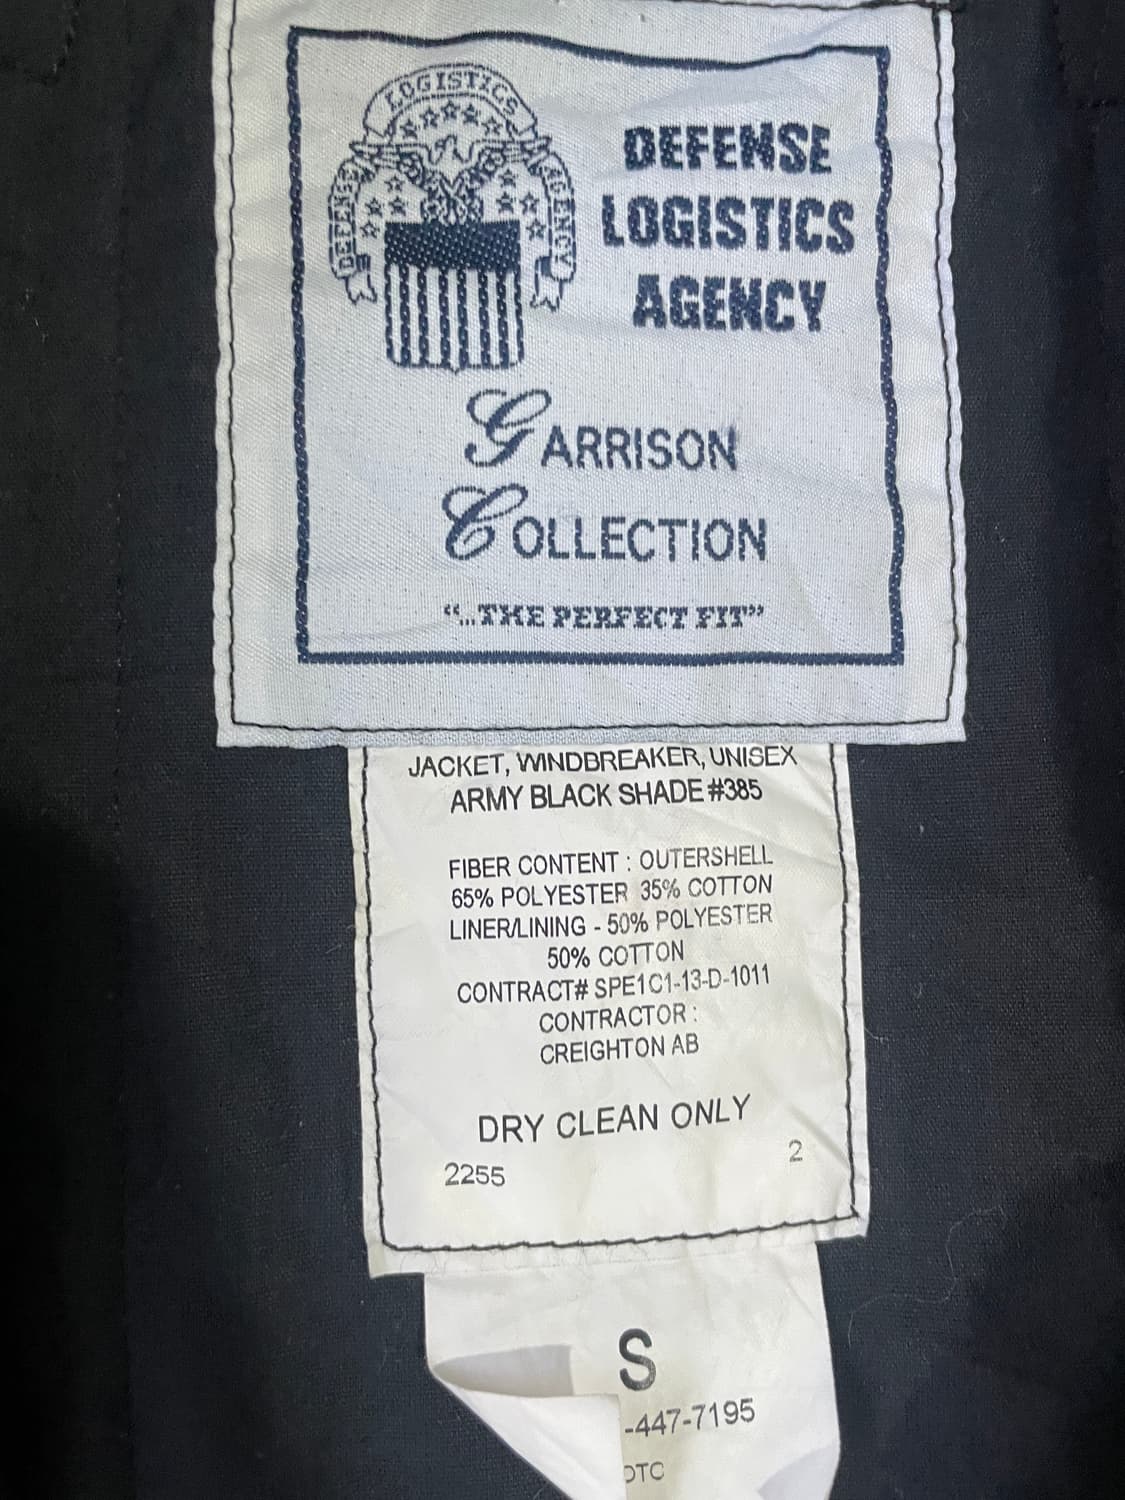 LOGISTICS
DEFENSE
AGENCY
DEFENSE
LOGISTICS
AGENCY
GARRISON
COLLECTION
“...THE PERFECT FIT”
JACKET, WINDBREAKER, UNISEX
ARMY BLACK SHADE #385
FIBER CONTENT : OUTERSHELL
65% POLYESTER 35% COTTON
LINER/LINING - 50% POLYESTER
50% COTTON
CONTRACT# SPE1C1-13-D-1011
CONTRACTOR :
CREIGHTON AB
DRY CLEAN ONLY
2
2255
S
-447-7195